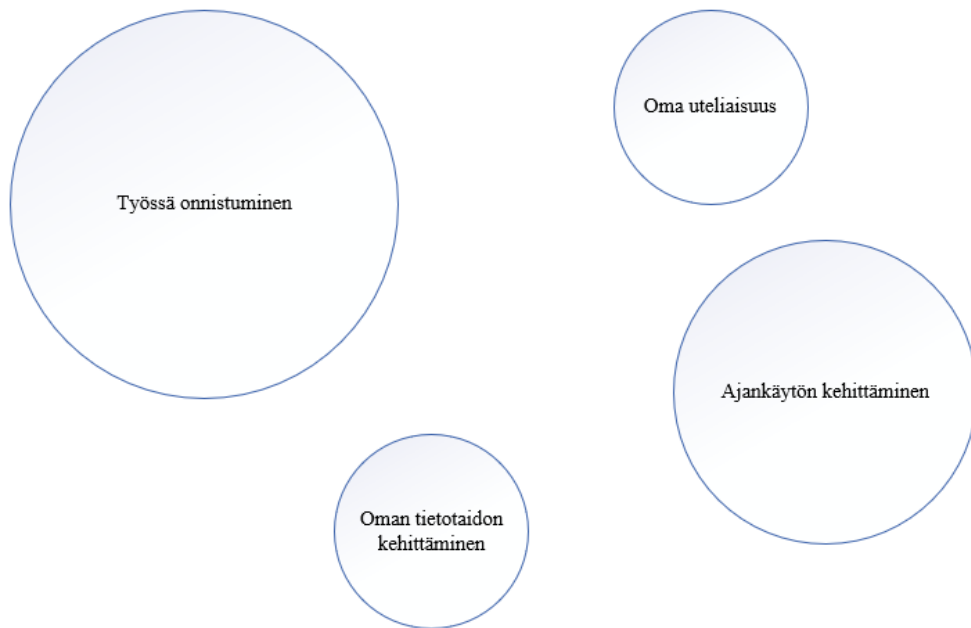 Työssä onnistuminen
Oma uteliaisuus
Ajankäytön kehittäminen
Oman tietotaidon
kehittäminen